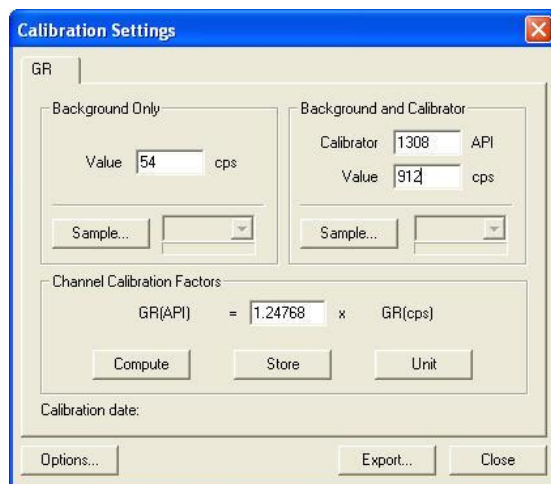 Calibration Settings
GR
Background Only
Value 54 cps
Sample...
Background and Calibrator
Calibrator 1308 API
Value 912 cps
Sample...
Channel Calibration Factors
GR(API) = 1.24768 x GR(cps)
Compute Store Unit
Calibration date:
Options... Export... Close